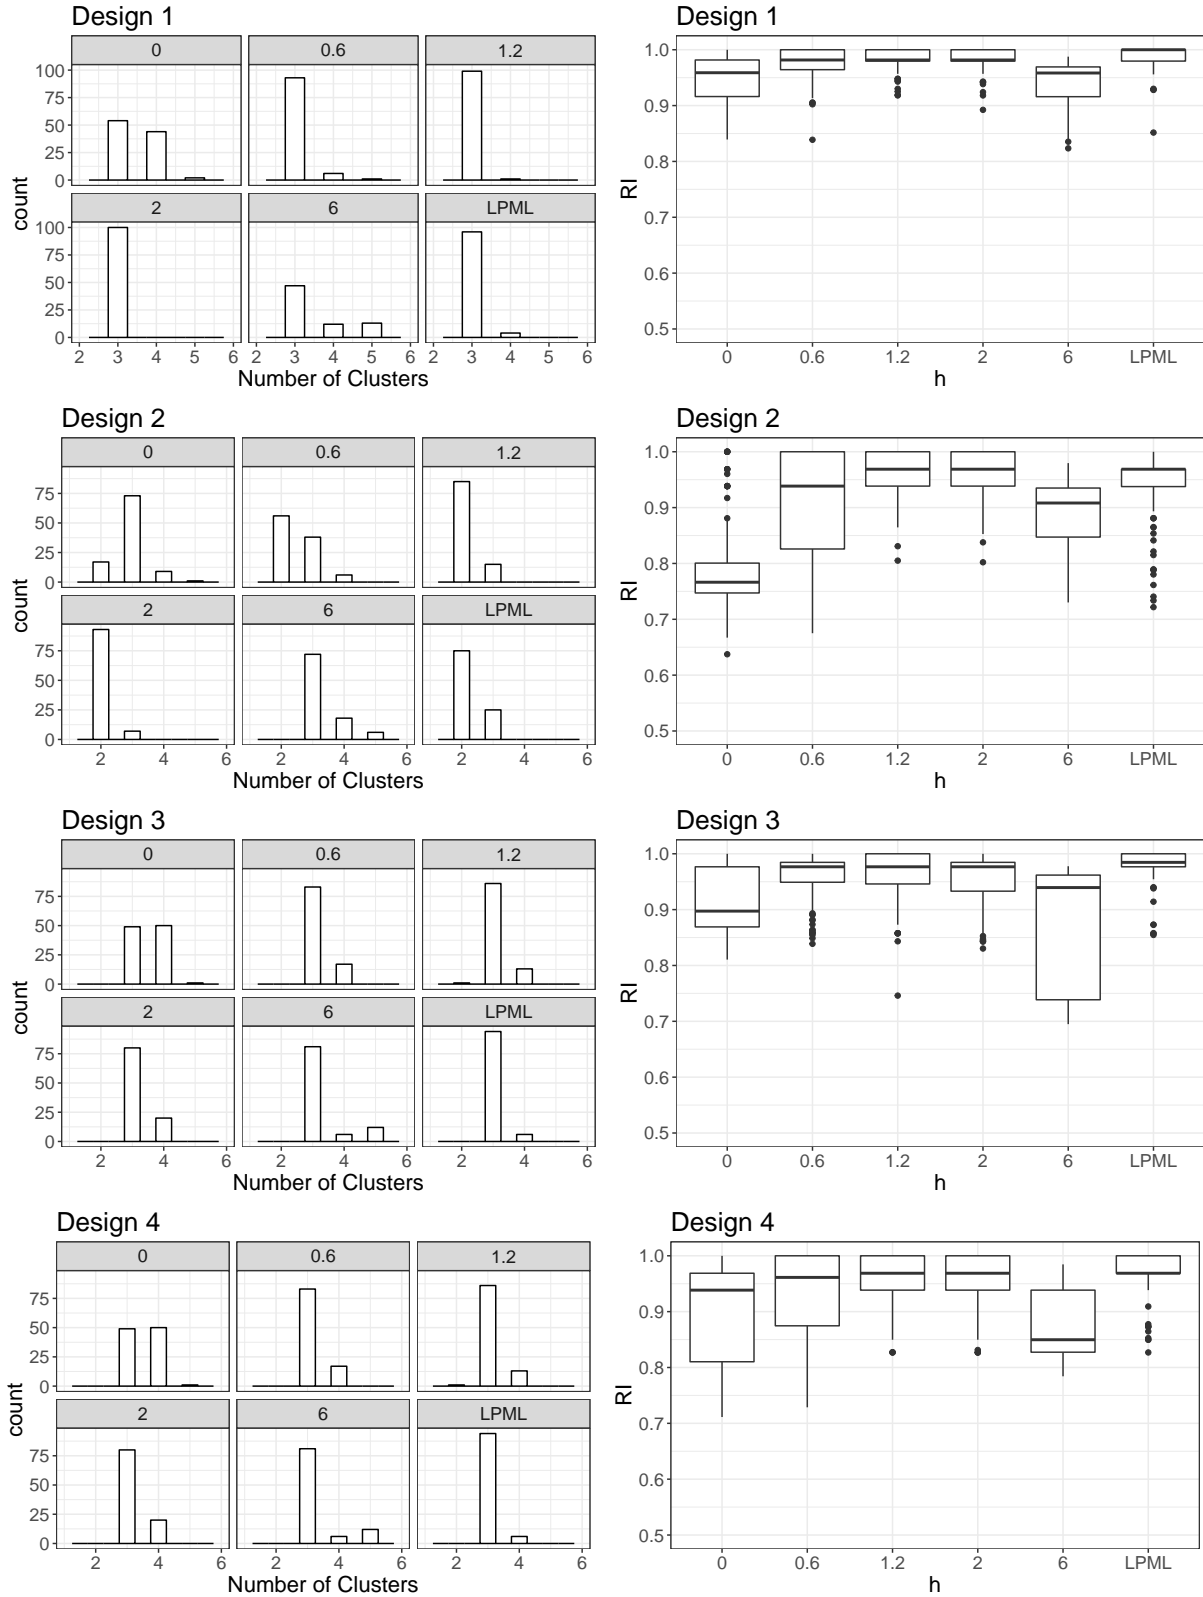 Design 1
0 0.6 1.2
100
75
50
25
0
2 6 LPML
100
75
50
25
0
count
2 3 4 5 6 2 3 4 5 6 2 3 4 5 6
Number of Clusters
Design 1
1.0
0.9
0.8
0.7
0.6
0.5
RI
0 0.6 1.2 2 6 LPML
h
Design 2
0 0.6 1.2
75
50
25
0
2 6 LPML
75
50
25
0
count
2 4 6 2 4 6 2 4 6
Number of Clusters
Design 2
1.0
0.9
0.8
0.7
0.6
0.5
RI
0 0.6 1.2 2 6 LPML
h
Design 3
0 0.6 1.2
75
50
25
0
2 6 LPML
75
50
25
0
count
2 4 6 2 4 6 2 4 6
Number of Clusters
Design 3
1.0
0.9
0.8
0.7
0.6
0.5
RI
0 0.6 1.2 2 6 LPML
h
Design 4
0 0.6 1.2
75
50
25
0
2 6 LPML
75
50
25
0
count
2 4 6 2 4 6 2 4 6
Number of Clusters
Design 4
1.0
0.9
0.8
0.7
0.6
0.5
RI
0 0.6 1.2 2 6 LPML
h